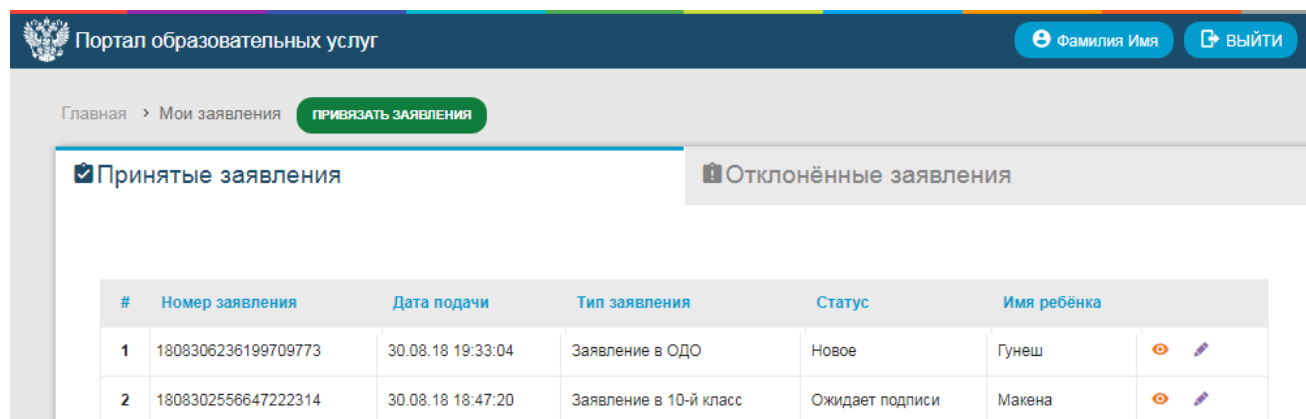 Портал образовательных услуг Фамилия Имя ВЫЙТИ
Главная > Мои заявления ПРИВЯЗАТЬ ЗАЯВЛЕНИЯ
Принятые заявления Отклонённые заявления
# Номер заявления Дата подачи Тип заявления Статус Имя ребёнка
1 1808306236199709773 30.08.18 19:33:04 Заявление в ОДО Новое Гунеш
2 1808302556647222314 30.08.18 18:47:20 Заявление в 10-й класс Ожидает подписи Макена